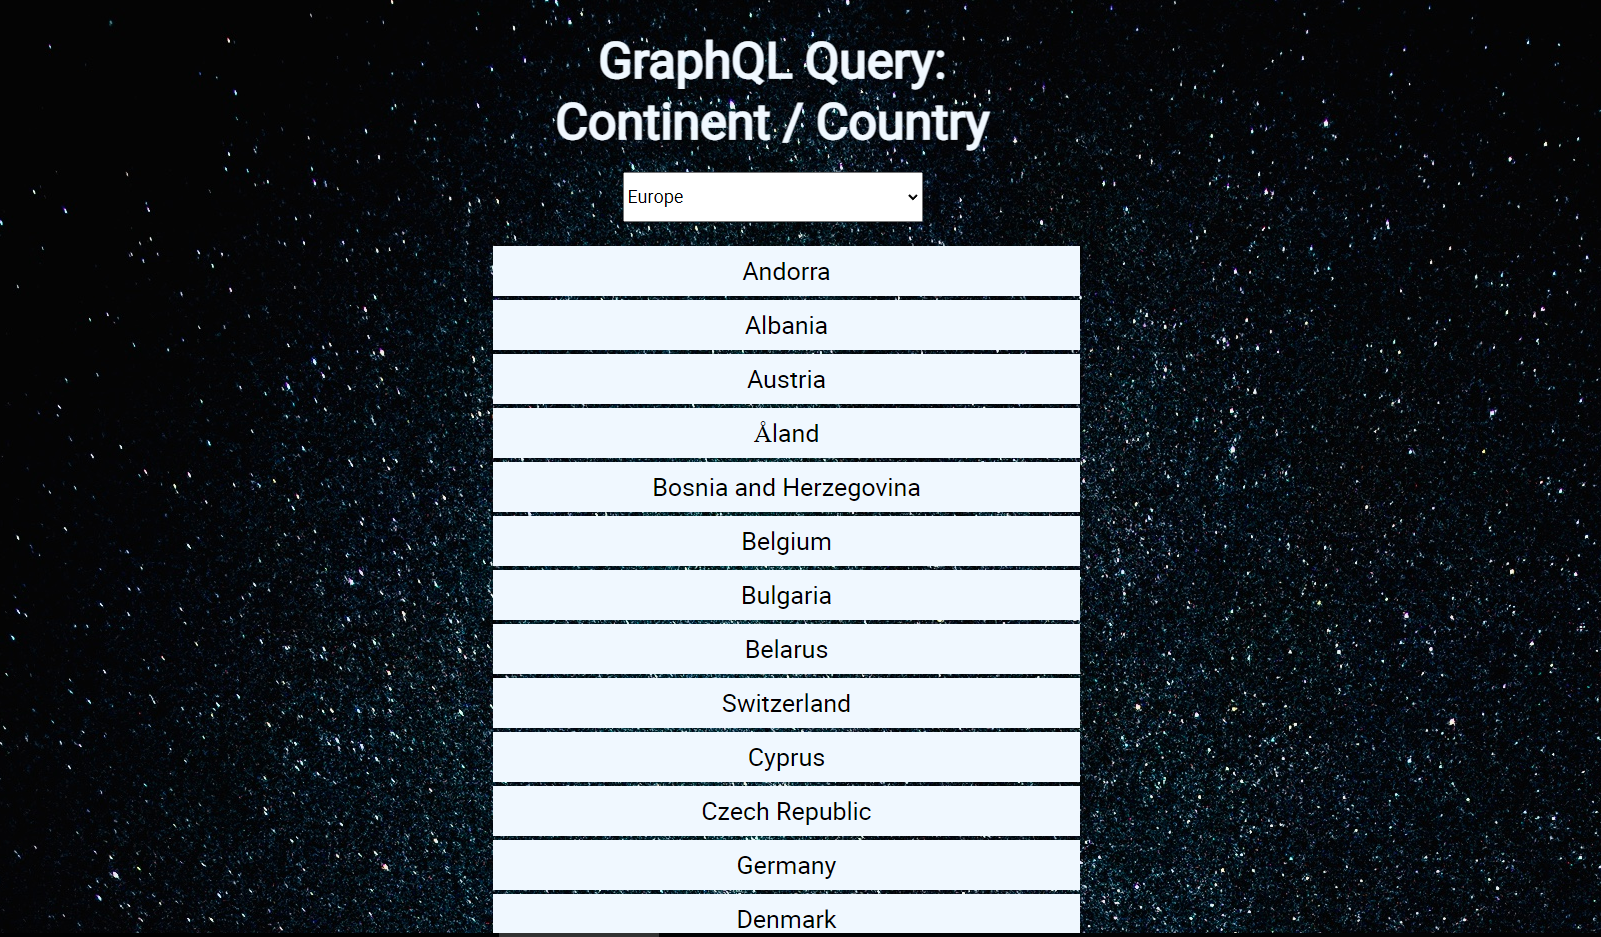 GraphQL Query:
Continent / Country
Europe
Andorra
Albania
Austria
Åland
Bosnia and Herzegovina
Belgium
Bulgaria
Belarus
Switzerland
Cyprus
Czech Republic
Germany
Denmark